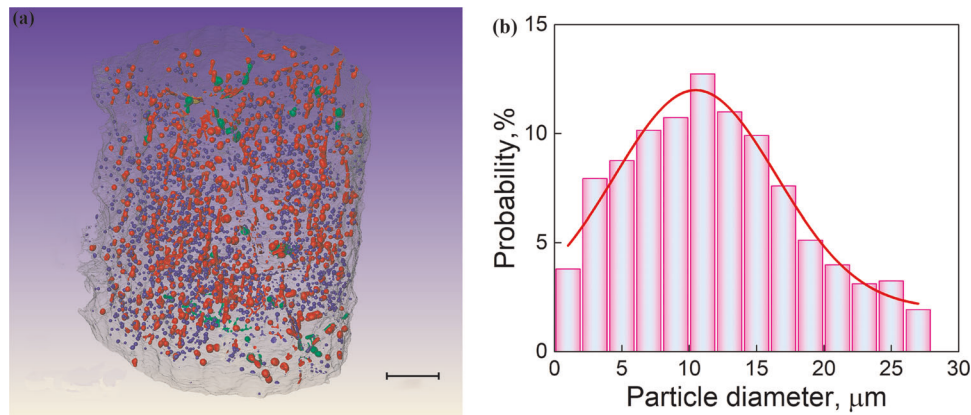 (a)
(b)
15
10
5
0
Probability,%
0 5 10 15 20 25 30
Particle diameter, μm